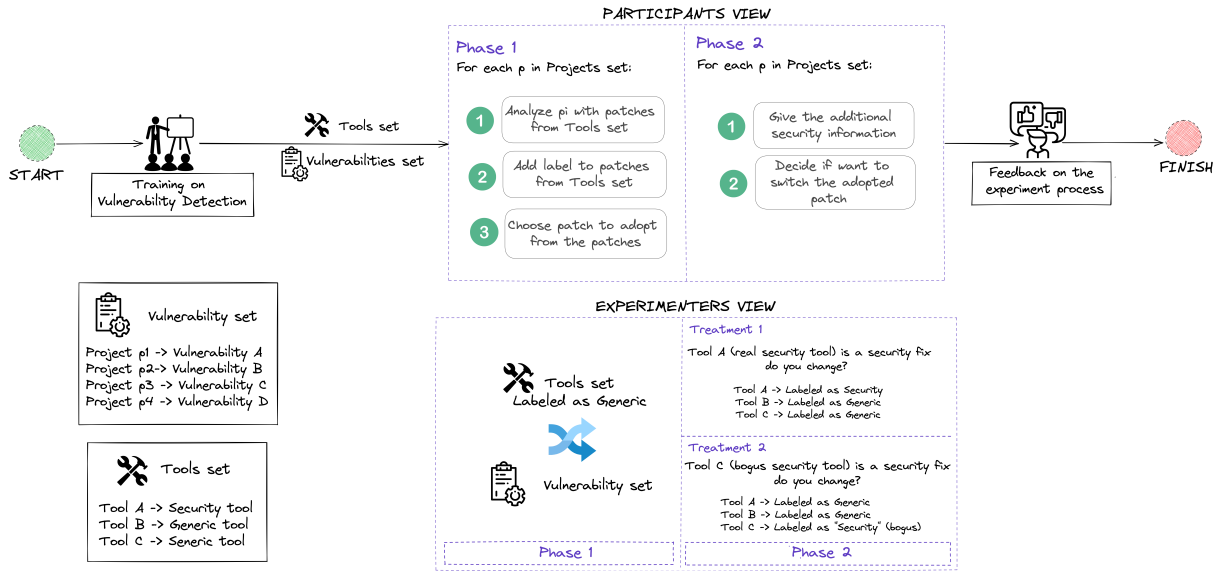 PARTICIPANTS VIEW
START
Training on
Vulnerability Detection
Tools set
Vulnerabilities set
Phase 1
For each p in Projects set:
1
Analyze pi with patches
from Tools set
2
Add label to patches
from Tools set
3
Choose patch to adopt
from the patches
Phase 2
For each p in Projects set:
1
Give the additional
security information
2
Decide if want to
switch the adopted
patch
Feedback on the
experiment process
FINISH
Vulnerability set
Project p1 -> Vulnerability A
Project p2-> Vulnerability B
Project p3 -> Vulnerability C
Project p4 -> Vulnerability D
Tools set
Tool A -> Security tool
Tool B -> Generic tool
Tool C -> Seneric tool
EXPERIMENTERS VIEW
Tools set
Labeled as Generic
Vulnerability set
Phase 1
Treatment 1
Tool A (real security tool) is a security fix
do you change?
Tool A -> Labeled as Security
Tool B -> Labeled as Generic
Tool C -> Labeled as Generic
Treatment 2
Tool C (bogus security tool) is a security fix
do you change?
Tool A -> Labeled as Generic
Tool B -> Labeled as Generic
Tool C -> Labeled as "Security" (bogus)
Phase 2